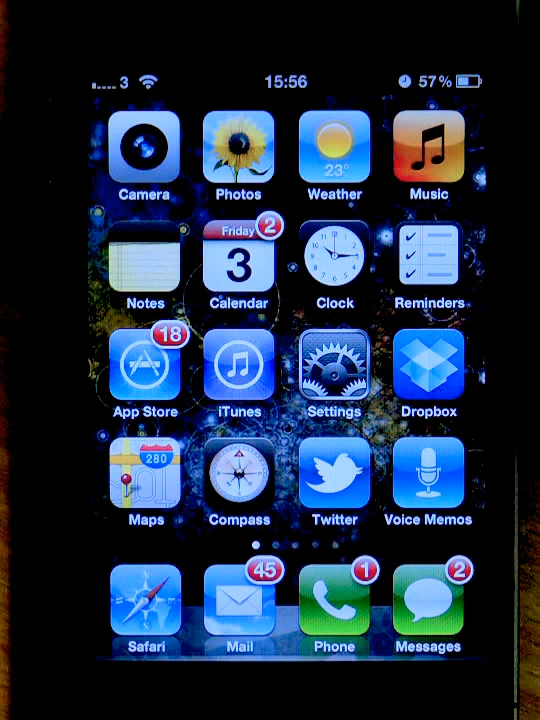 3 15:56 57%
Camera Photos Weather Music
23°
Notes Calendar Clock Reminders
Friday 2
3
App Store iTunes Settings Dropbox
18
Maps Compass Twitter Voice Memos
280
Safari Mail Phone Messages
45 1 2